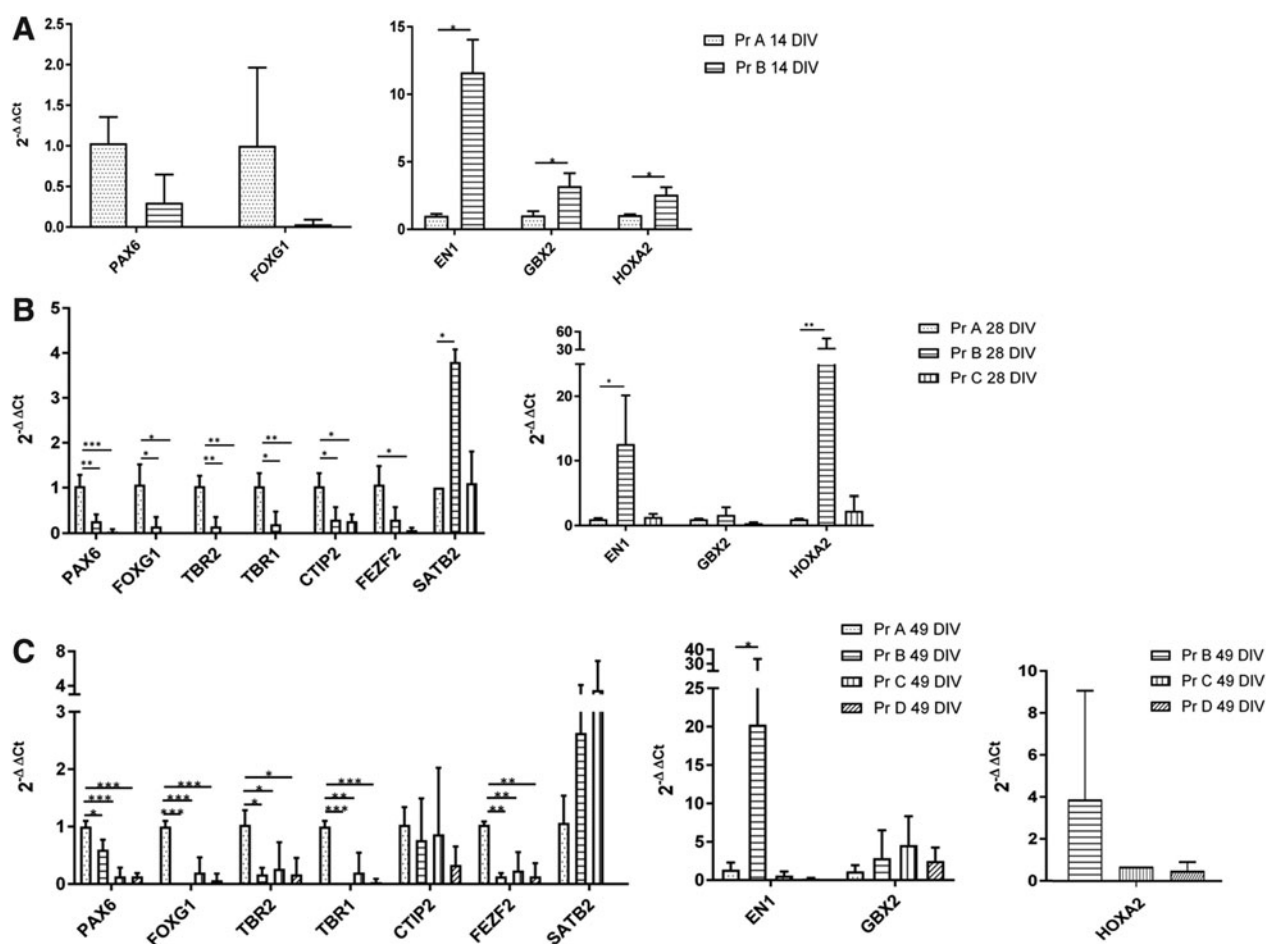 A
2.5
2.0
1.5
1.0
0.5
0.0
2^-ΔΔCt
PAX6
FOXG1
15
10
5
0
*
*
*
EN1
GBX2
HOXA2
Pr A 14 DIV
Pr B 14 DIV
B
5
4
3
2
1
0
2^-ΔΔCt
***
**
*
*
**
**
**
*
*
*
*
*
PAX6
FOXG1
TBR2
TBR1
CTIP2
FEZF2
SATB2
60
30
20
10
0
2^-ΔΔCt
*
**
EN1
GBX2
HOXA2
Pr A 28 DIV
Pr B 28 DIV
Pr C 28 DIV
C
8
6
4
3
2
1
0
2^-ΔΔCt
***
***
*
***
***
***
*
*
*
***
**
***
**
**
**
PAX6
FOXG1
TBR2
TBR1
CTIP2
FEZF2
SATB2
40
30
25
20
15
10
5
0
2^-ΔΔCt
*
EN1
GBX2
Pr A 49 DIV
Pr B 49 DIV
Pr C 49 DIV
Pr D 49 DIV
10
8
6
4
2
0
2^-ΔΔCt
HOXA2
Pr B 49 DIV
Pr C 49 DIV
Pr D 49 DIV